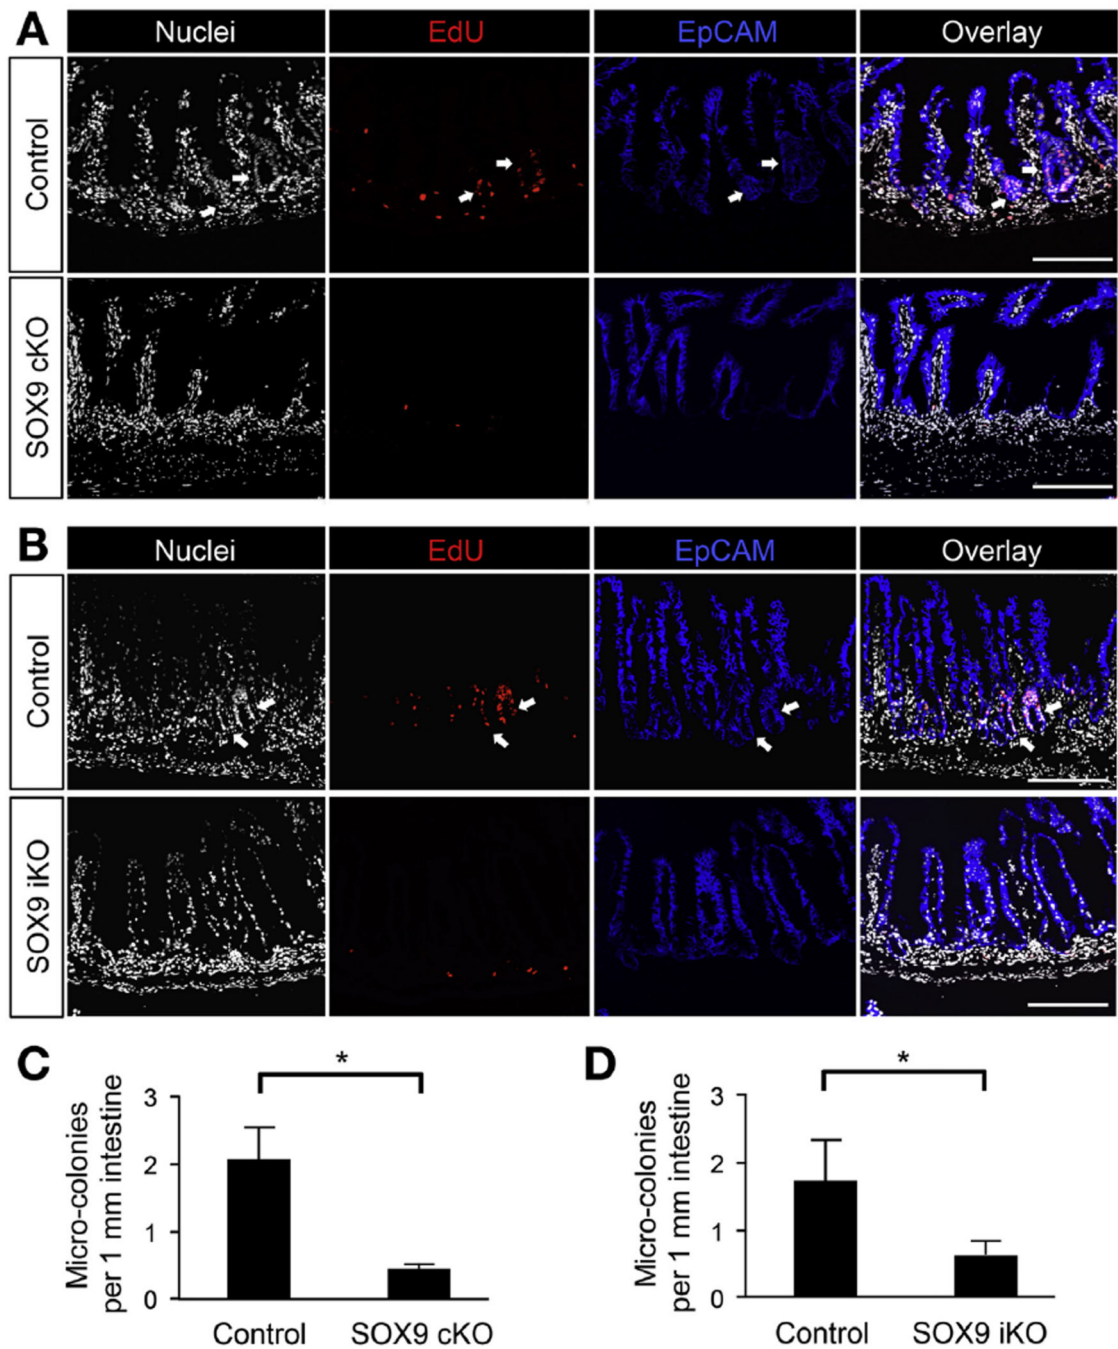 A
Nuclei
EdU
EpCAM
Overlay
Control
SOX9 cKO
B
Nuclei
EdU
EpCAM
Overlay
Control
SOX9 iKO
C
*
Micro-colonies
per 1 mm intestine
3
2
1
0
Control
SOX9 cKO
D
*
Micro-colonies
per 1 mm intestine
3
2
1
0
Control
SOX9 iKO